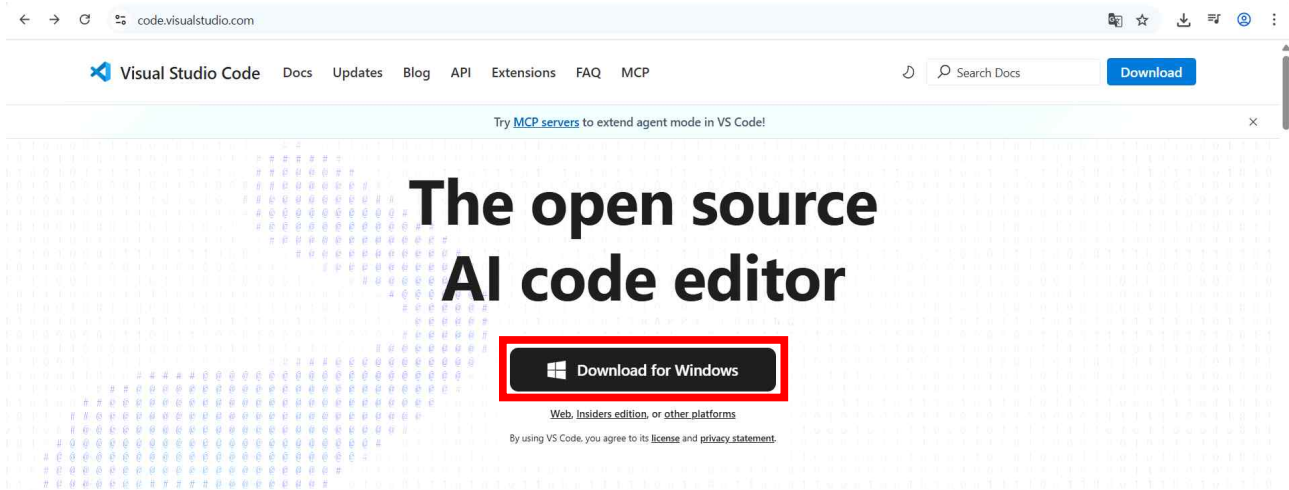 code.visualstudio.com
Visual Studio Code Docs Updates Blog API Extensions FAQ MCP Search Docs Download
Try MCP servers to extend agent mode in VS Code!
The open source
AI code editor
Download for Windows
Web, Insiders edition, or other platforms
By using VS Code, you agree to its license and privacy statement.